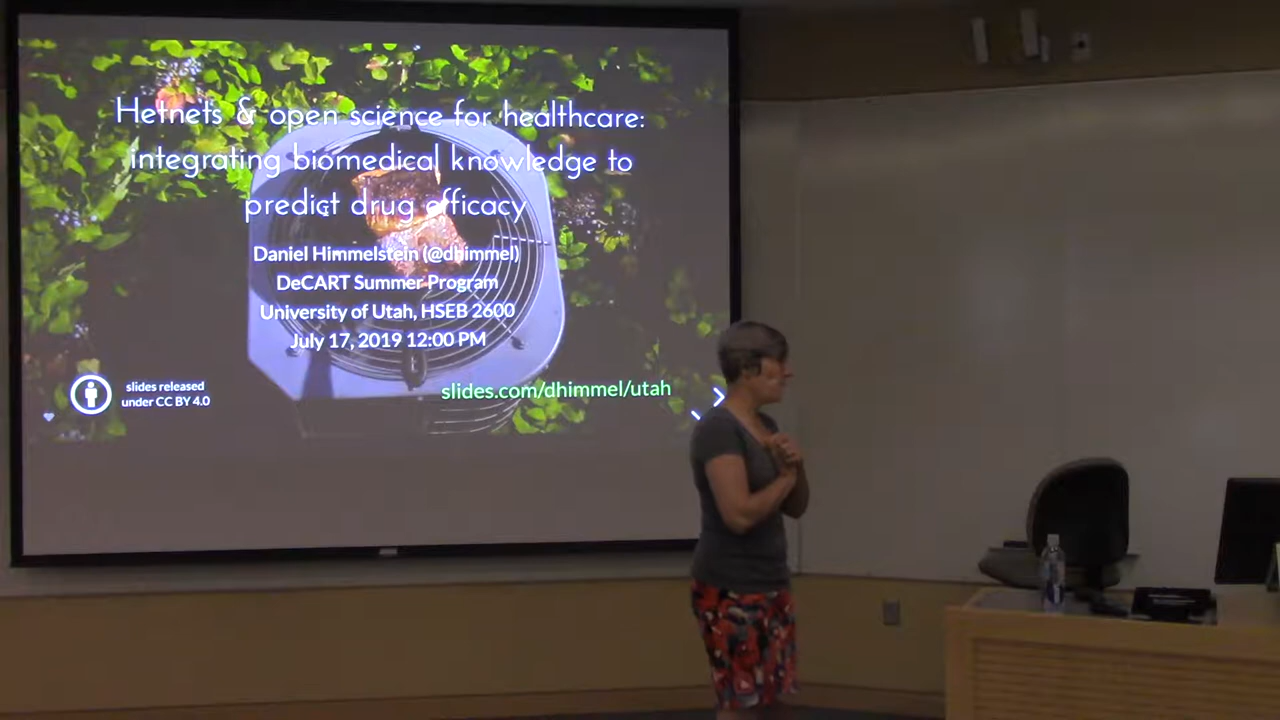 Hetnets & open science for healthcare:
integrating biomedical knowledge to
predict drug efficacy
Daniel Himmelstein (@dhimmel)
DeCART Summer Program
University of Utah, HSEB 2600
July 17, 2019 12:00 PM
slides released
under CC BY 4.0
slides.com/dhimmel/utah